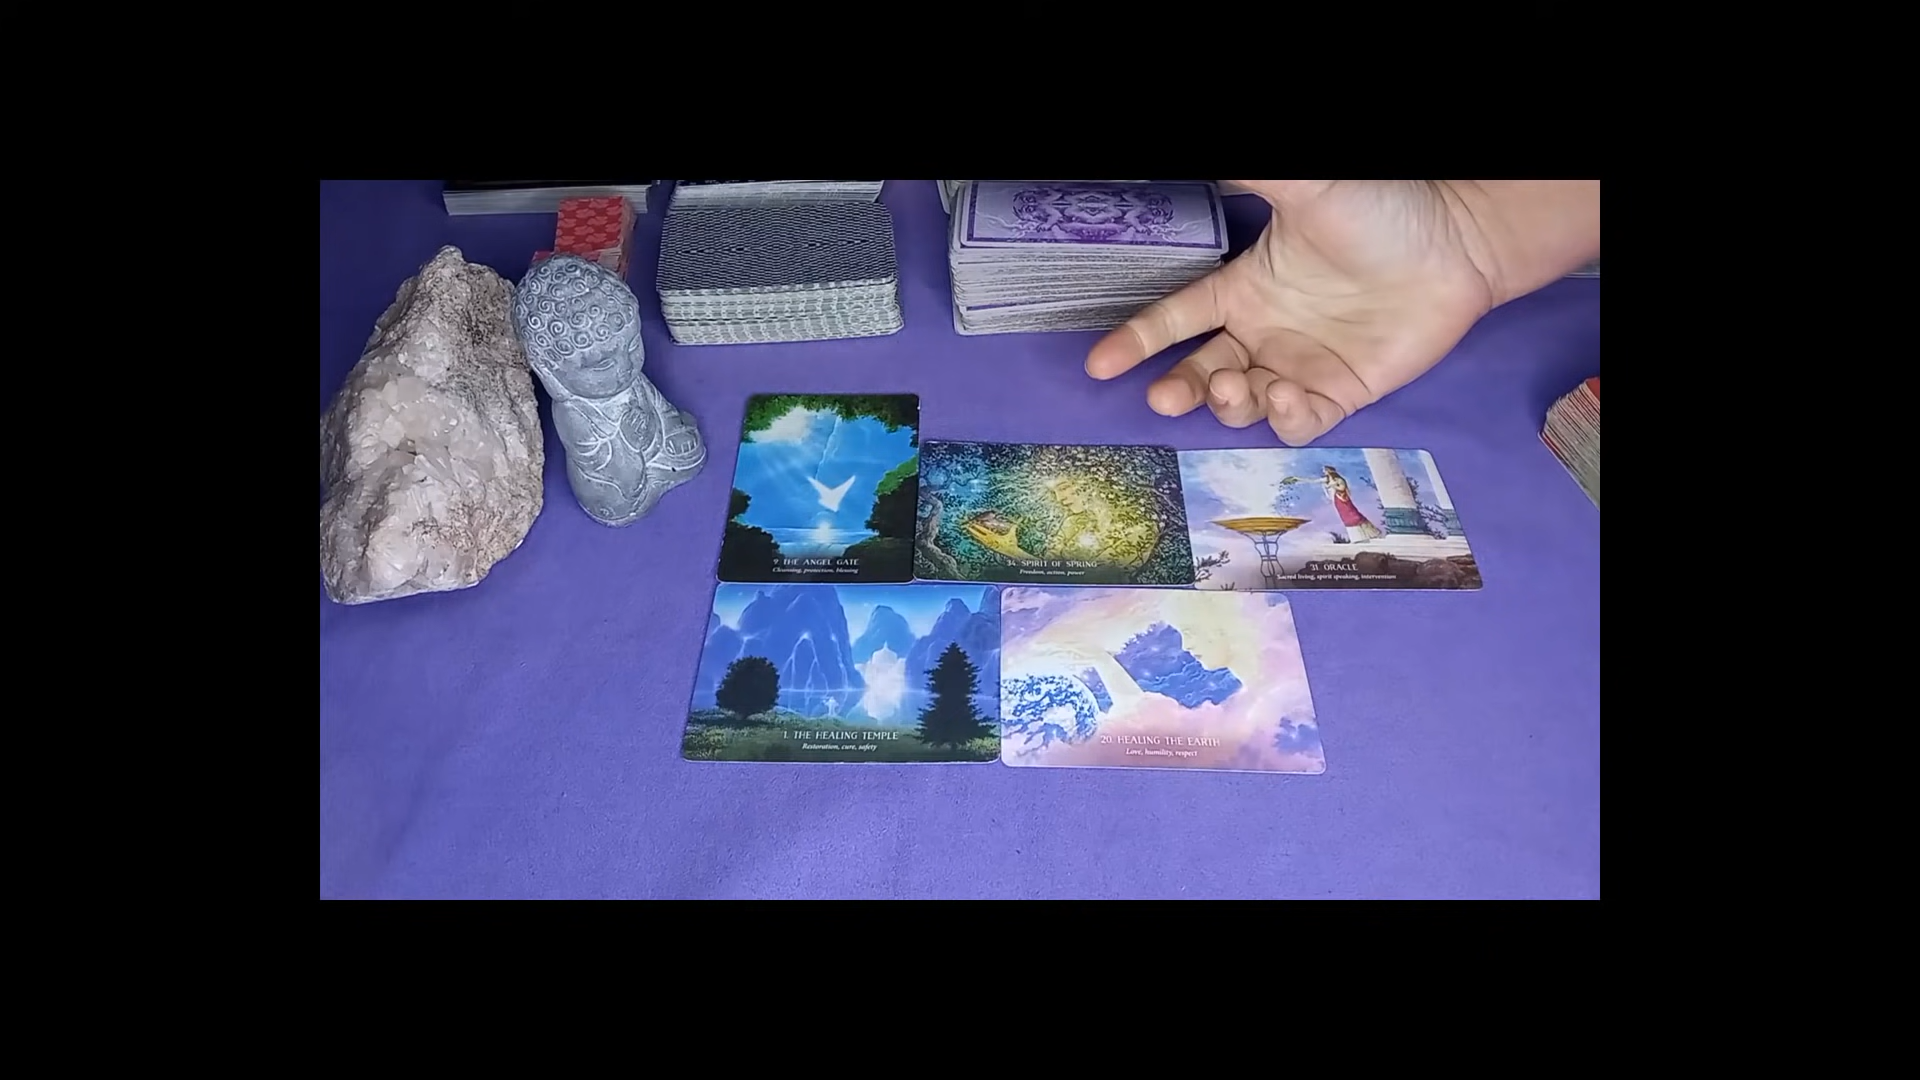 9. THE ANGEL GATE
Cleansing, protection, blessing
34. SPIRIT OF SPRING
Freedom, action, power
31. ORACLE
Sacred living, spirit speaking, intervention
1. THE HEALING TEMPLE
Restoration, cure, safety
20. HEALING THE EARTH
Love, humility, respect